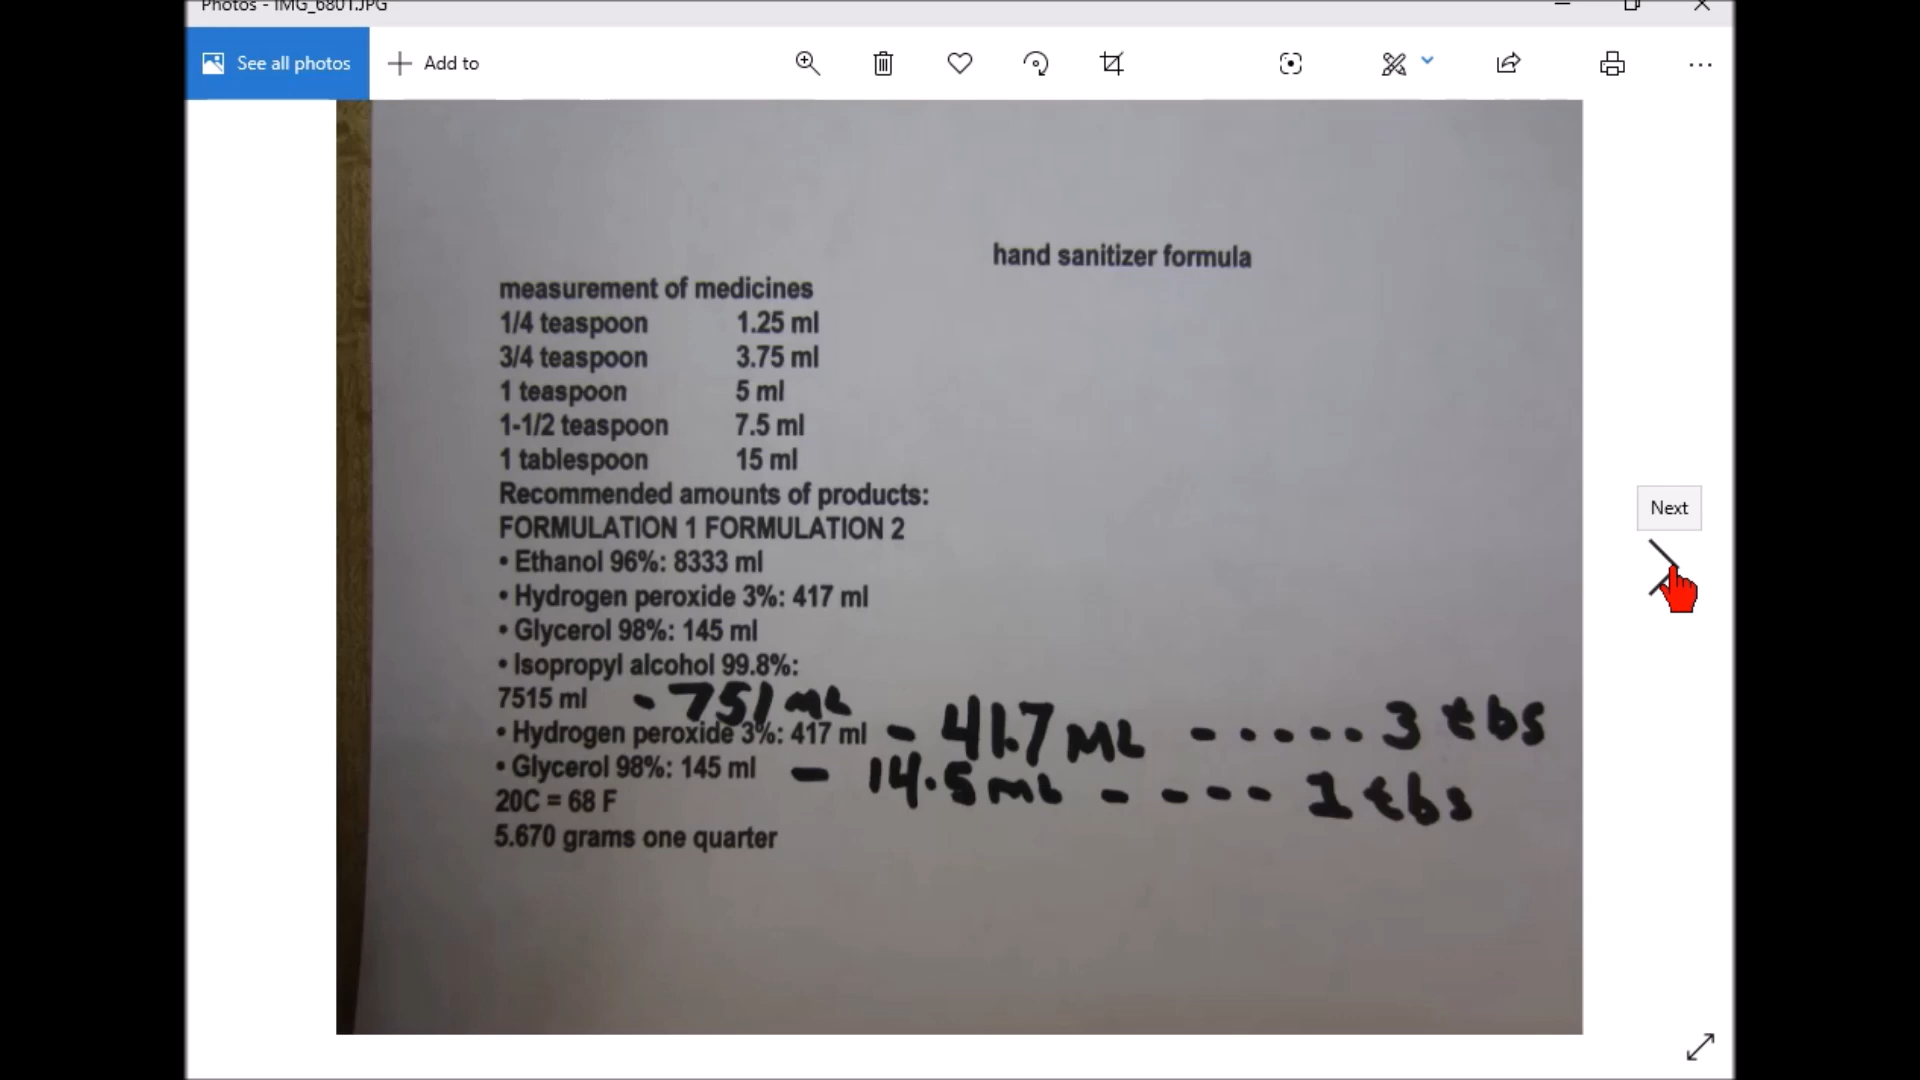 Photos - IMG_6801.JPG
See all photos
Add to
hand sanitizer formula
measurement of medicines
1/4 teaspoon 1.25 ml
3/4 teaspoon 3.75 ml
1 teaspoon 5 ml
1-1/2 teaspoon 7.5 ml
1 tablespoon 15 ml
Recommended amounts of products:
FORMULATION 1 FORMULATION 2
• Ethanol 96%: 8333 ml
• Hydrogen peroxide 3%: 417 ml
• Glycerol 98%: 145 ml
• Isopropyl alcohol 99.8%:
7515 ml - 751 mL
• Hydrogen peroxide 3%: 417 ml - 41.7 ML - - - - - 3 tbs
• Glycerol 98%: 145 ml - 14.5 mL - - - - 1 tbs
20C = 68 F
5.670 grams one quarter
Next